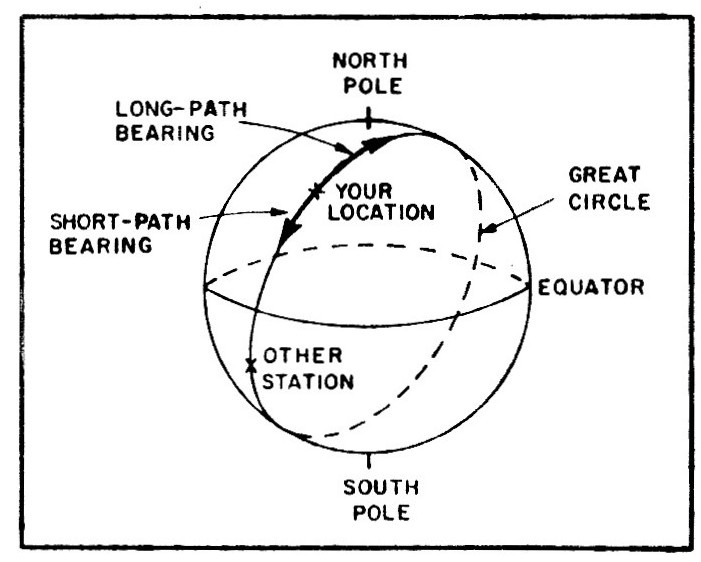 NORTH
POLE
LONG-PATH
BEARING
GREAT
CIRCLE
YOUR
LOCATION
SHORT-PATH
BEARING
EQUATOR
OTHER
STATION
SOUTH
POLE